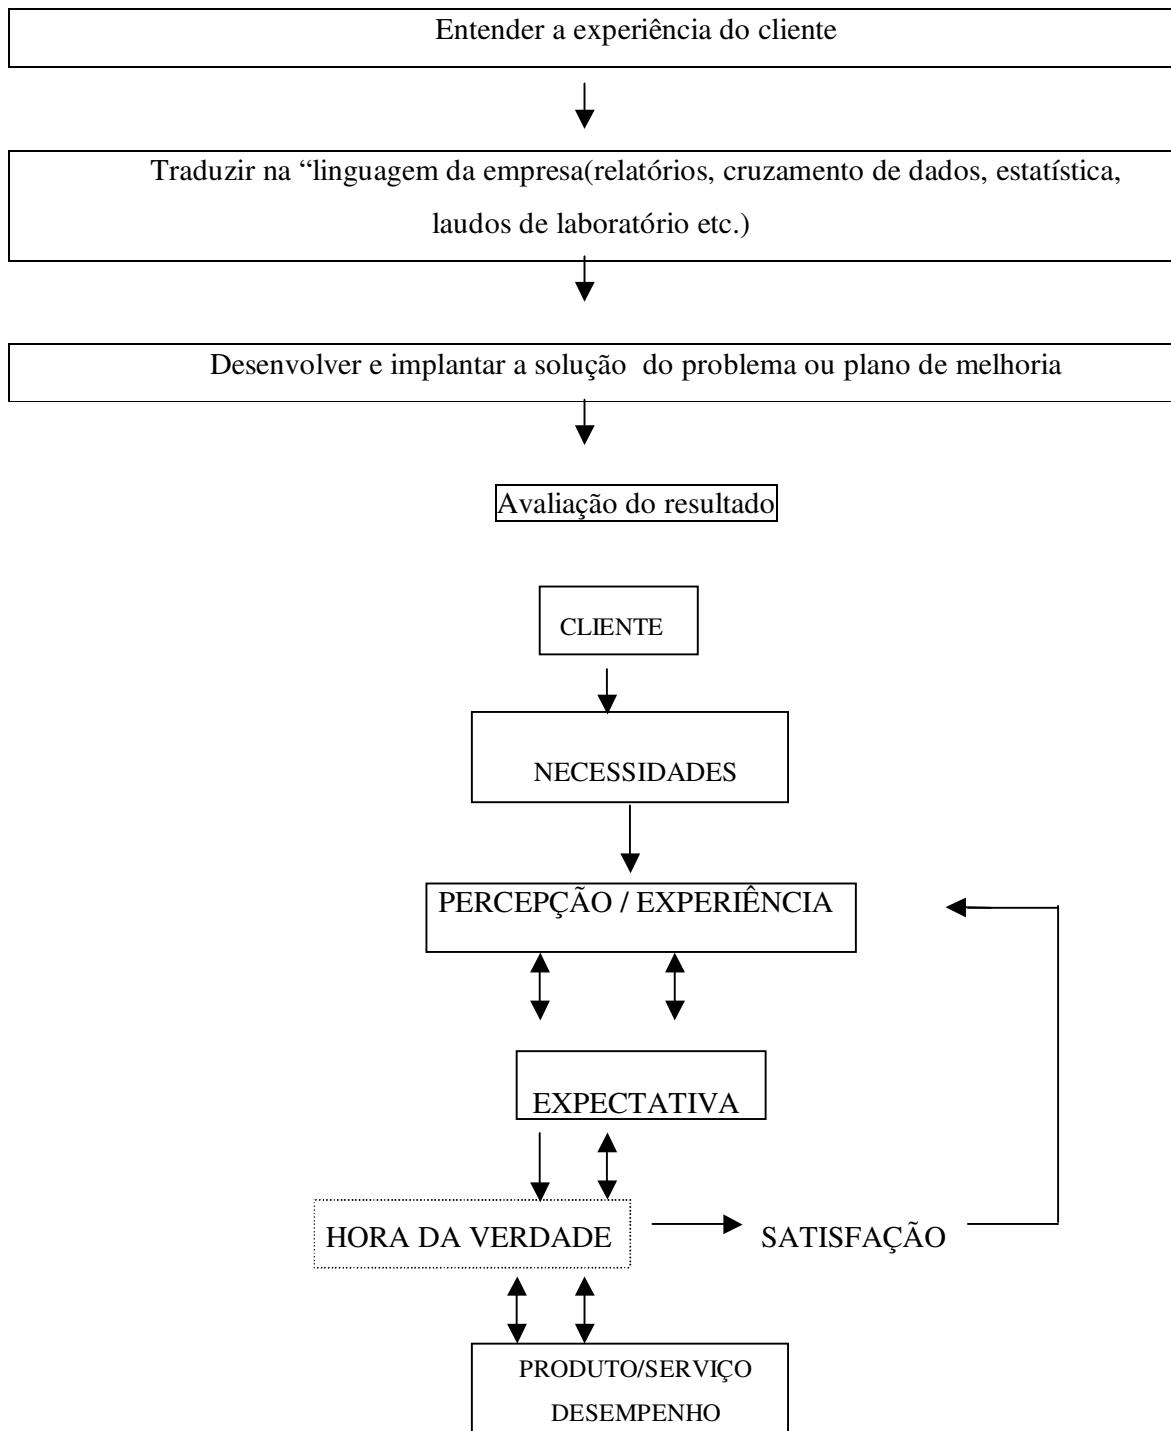 Entender a experiência do cliente
Traduzir na “linguagem da empresa(relatórios, cruzamento de dados, estatística,
laudos de laboratório etc.)
Desenvolver e implantar a solução  do problema ou plano de melhoria
Avaliação do resultado
CLIENTE
NECESSIDADES
PERCEPÇÃO / EXPERIÊNCIA
EXPECTATIVA
HORA DA VERDADE
SATISFAÇÃO
PRODUTO/SERVIÇO
DESEMPENHO